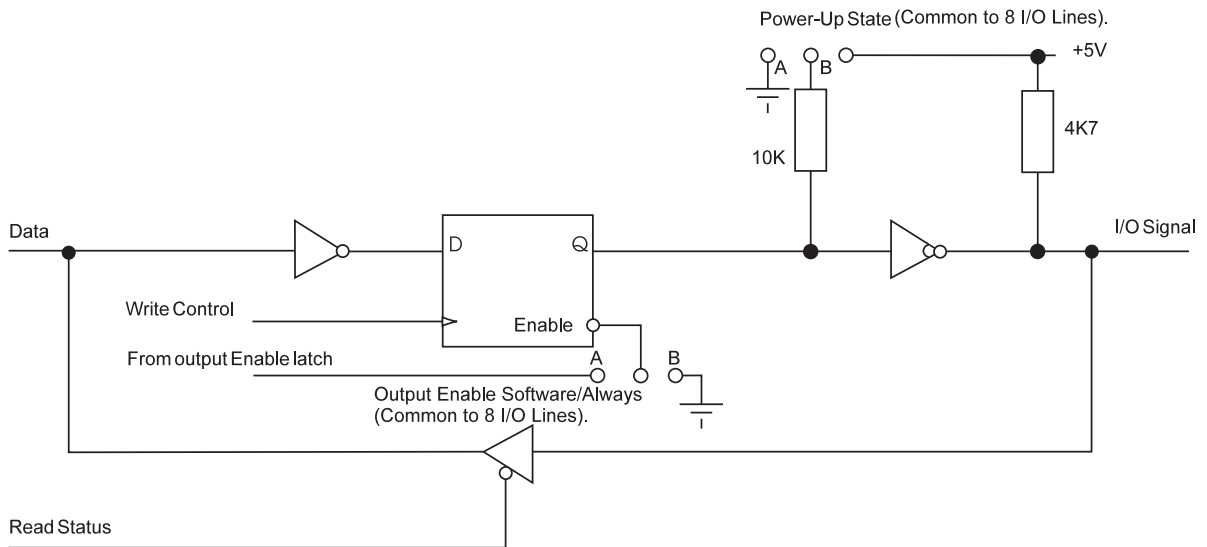 Power-Up State (Common to 8 I/O Lines).
A B
+5V
4K7
10K
Data
I/O Signal
D
Q
Write Control
Enable
From output Enable latch
A B
Output Enable Software/Always
(Common to 8 I/O Lines).
Read Status